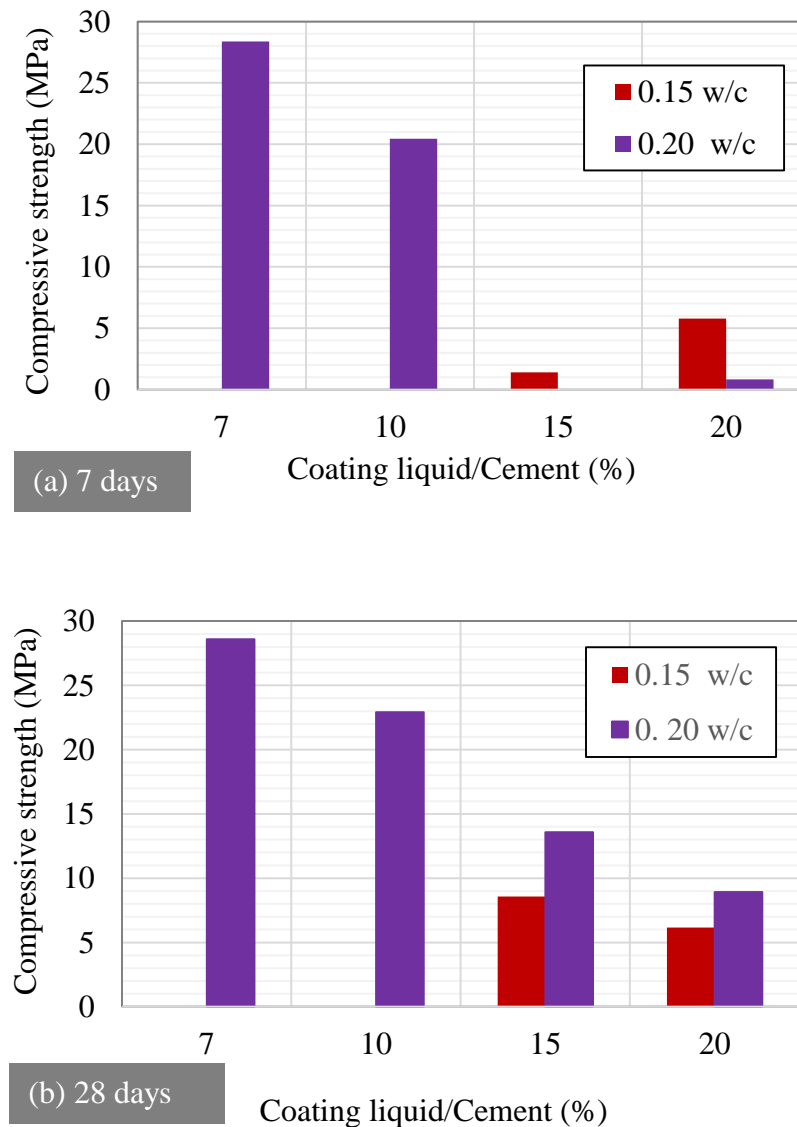 30
25
20
15
10
5
0
Compressive strength (MPa)
0.15 w/c
0.20 w/c
7 10 15 20
Coating liquid/Cement (%)
(a) 7 days
30
25
20
15
10
5
0
Compressive strength (MPa)
0.15 w/c
0. 20 w/c
7 10 15 20
(b) 28 days
Coating liquid/Cement (%)